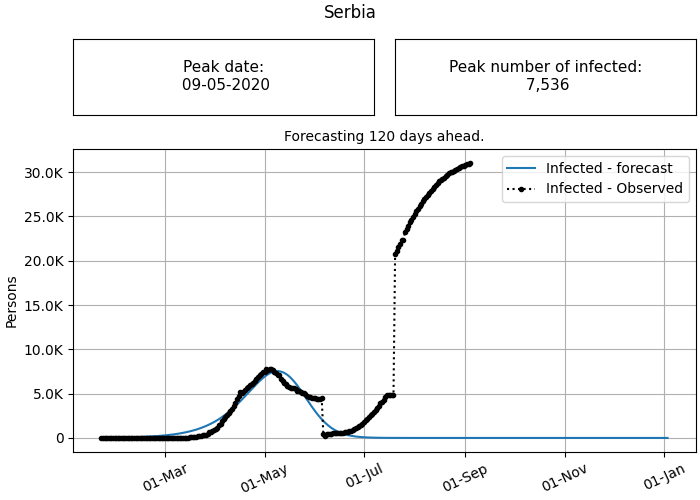 Serbia
Peak date:
09-05-2020
Peak number of infected:
7,536
Forecasting 120 days ahead.
Infected - forecast
Infected - Observed
30.0K
25.0K
20.0K
15.0K
10.0K
5.0K
0
Persons
01-Mar
01-May
01-Jul
01-Sep
01-Nov
01-Jan